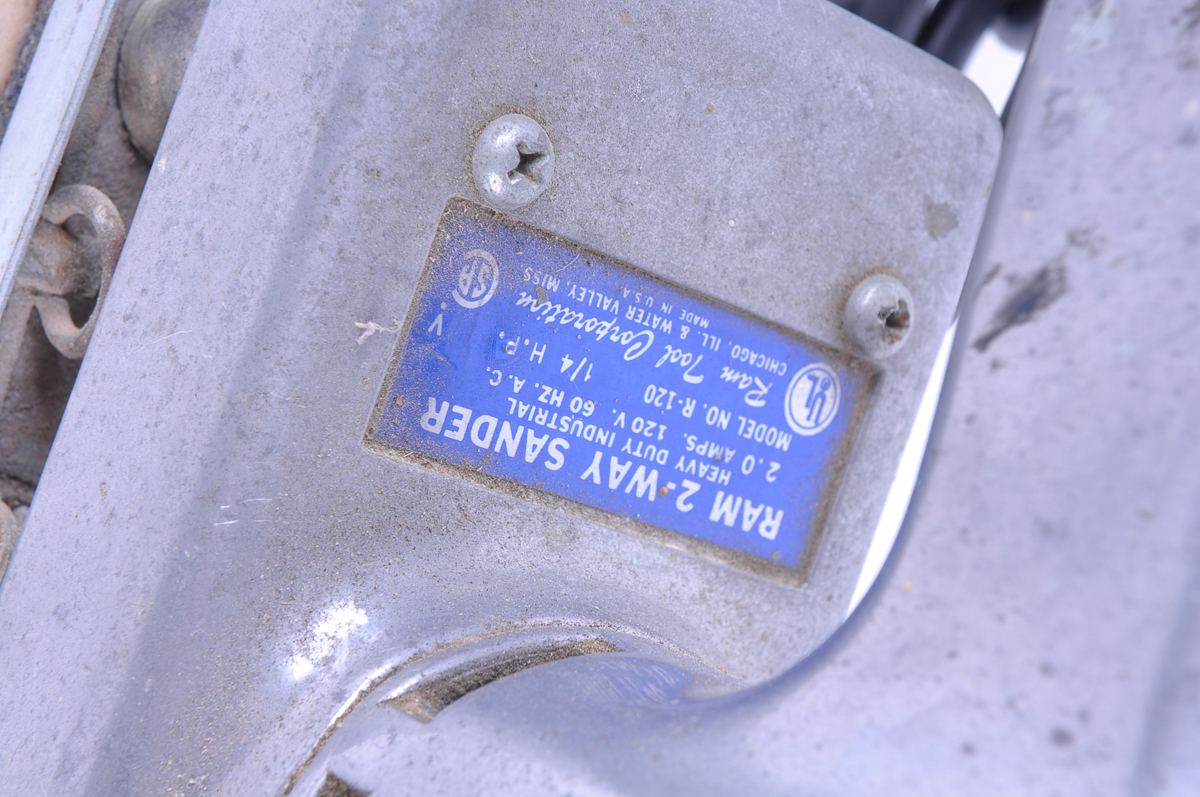 RAM 2-WAY SANDER
HEAVY DUTY INDUSTRIAL
2.0 AMPS. 120 V. 60 HZ. A.C.
MODEL NO. R-120 1/4 H.P.
UL Ram Tool Corporation V.
CHICAGO, ILL. & WATER VALLEY, MISS
MADE IN U.S.A.
SA